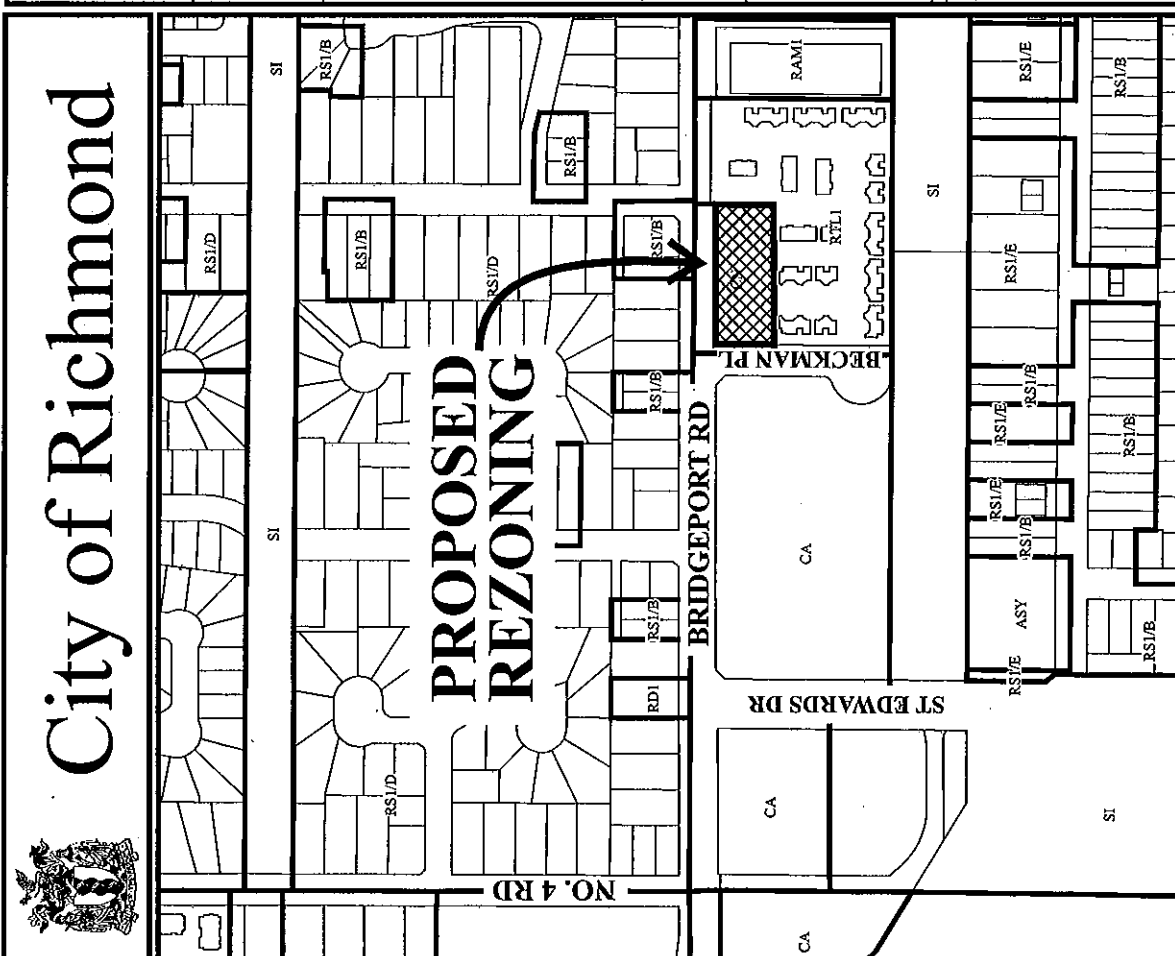 City of Richmond
RS1/D
SI
SI
RS1/B
RS1/B
RS1/D
PROPOSED
REZONING
RS1/D
NO. 4 RD
RS1/B
RD1
RS1/B
RS1/B
RS1/B
BRIDGEPORT RD
CA
CA
CA
RAM1
BECKMAN PL
RTL1
ST EDWARDS DR
SI
RS1/E
RS1/E
RS1/E
RS1/E
RS1/E
ASY
RS1/B
RS1/B
SI
RS1/B
RS1/B
RS1/B